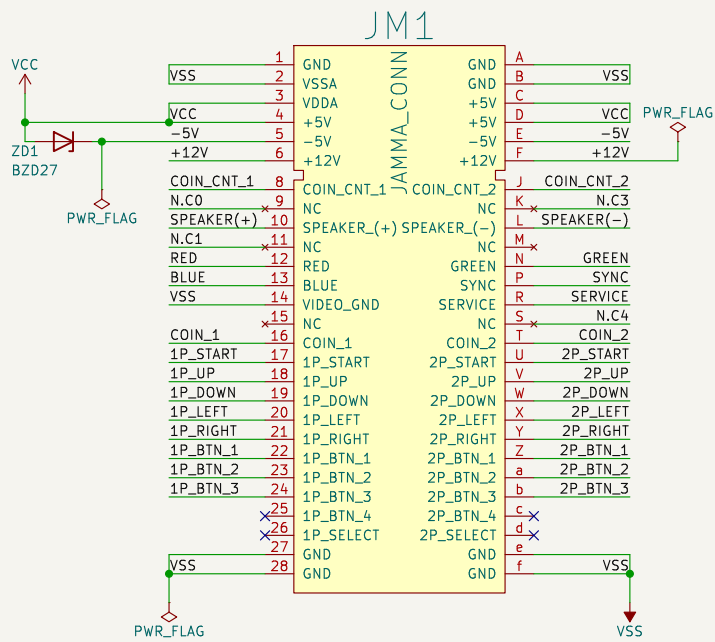 JM1
JAMMA_CONN
VCC
PWR_FLAG
ZD1
BZD27
PWR_FLAG
1 GND GND A
VSS 2 VSSA GND B VSS
3 VDDA +5V C
VCC 4 +5V +5V D VCC
-5V 5 -5V -5V E -5V
+12V 6 +12V +12V F +12V
COIN_CNT_1 8 COIN_CNT_1 COIN_CNT_2 J COIN_CNT_2
N.C0 9 NC NC K N.C3
SPEAKER(+) 10 SPEAKER_(+) SPEAKER_(-) L SPEAKER(-)
N.C1 11 NC NC M
RED 12 RED GREEN N GREEN
BLUE 13 BLUE SYNC P SYNC
VSS 14 VIDEO_GND SERVICE R SERVICE
15 NC NC S N.C4
COIN_1 16 COIN_1 COIN_2 T COIN_2
1P_START 17 1P_START 2P_START U 2P_START
1P_UP 18 1P_UP 2P_UP V 2P_UP
1P_DOWN 19 1P_DOWN 2P_DOWN W 2P_DOWN
1P_LEFT 20 1P_LEFT 2P_LEFT X 2P_LEFT
1P_RIGHT 21 1P_RIGHT 2P_RIGHT Y 2P_RIGHT
1P_BTN_1 22 1P_BTN_1 2P_BTN_1 Z 2P_BTN_1
1P_BTN_2 23 1P_BTN_2 2P_BTN_2 a 2P_BTN_2
1P_BTN_3 24 1P_BTN_3 2P_BTN_3 b 2P_BTN_3
25 1P_BTN_4 2P_BTN_4 c
26 1P_SELECT 2P_SELECT d
27 GND GND e
VSS 28 GND GND f VSS
PWR_FLAG
VSS